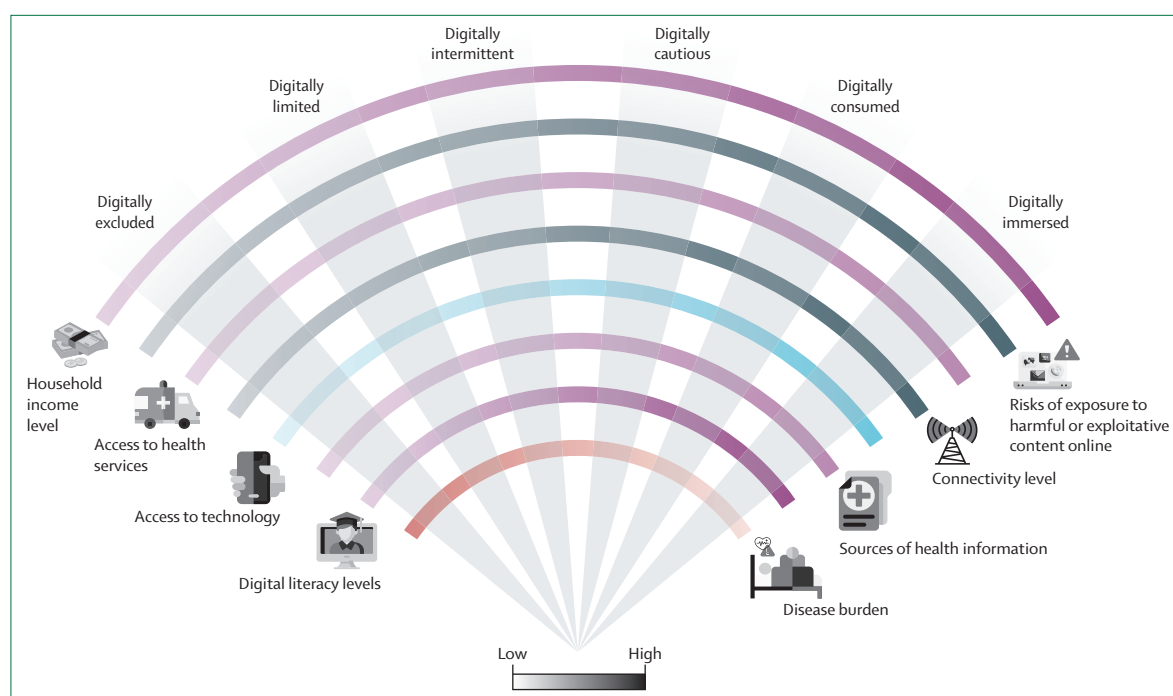 Digitally
intermittent
Digitally
cautious
Digitally
limited
Digitally
consumed
Digitally
excluded
Digitally
immersed
Household
income
level
Risks of exposure to
harmful or exploitative
content online
Access to health
services
Connectivity level
Access to technology
Sources of health information
Digital literacy levels
Disease burden
Low
High